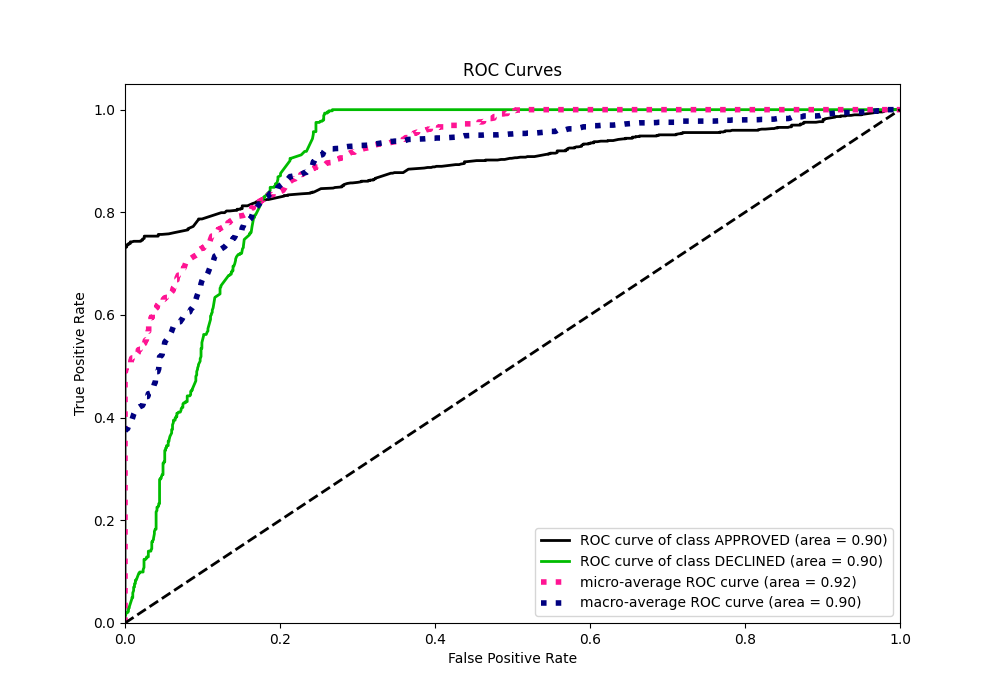 ROC Curves
True Positive Rate
1.0
0.8
0.6
0.4
0.2
0.0
0.0 0.2 0.4 0.6 0.8 1.0
False Positive Rate
ROC curve of class APPROVED (area = 0.90)
ROC curve of class DECLINED (area = 0.90)
micro-average ROC curve (area = 0.92)
macro-average ROC curve (area = 0.90)